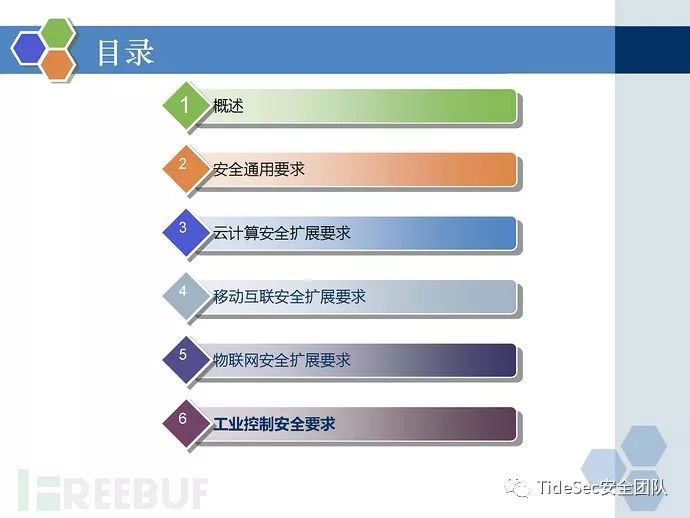 目录
1 概述
2 安全通用要求
3 云计算安全扩展要求
4 移动互联安全扩展要求
5 物联网安全扩展要求
6 工业控制安全要求
FREEBUF
TideSec安全团队